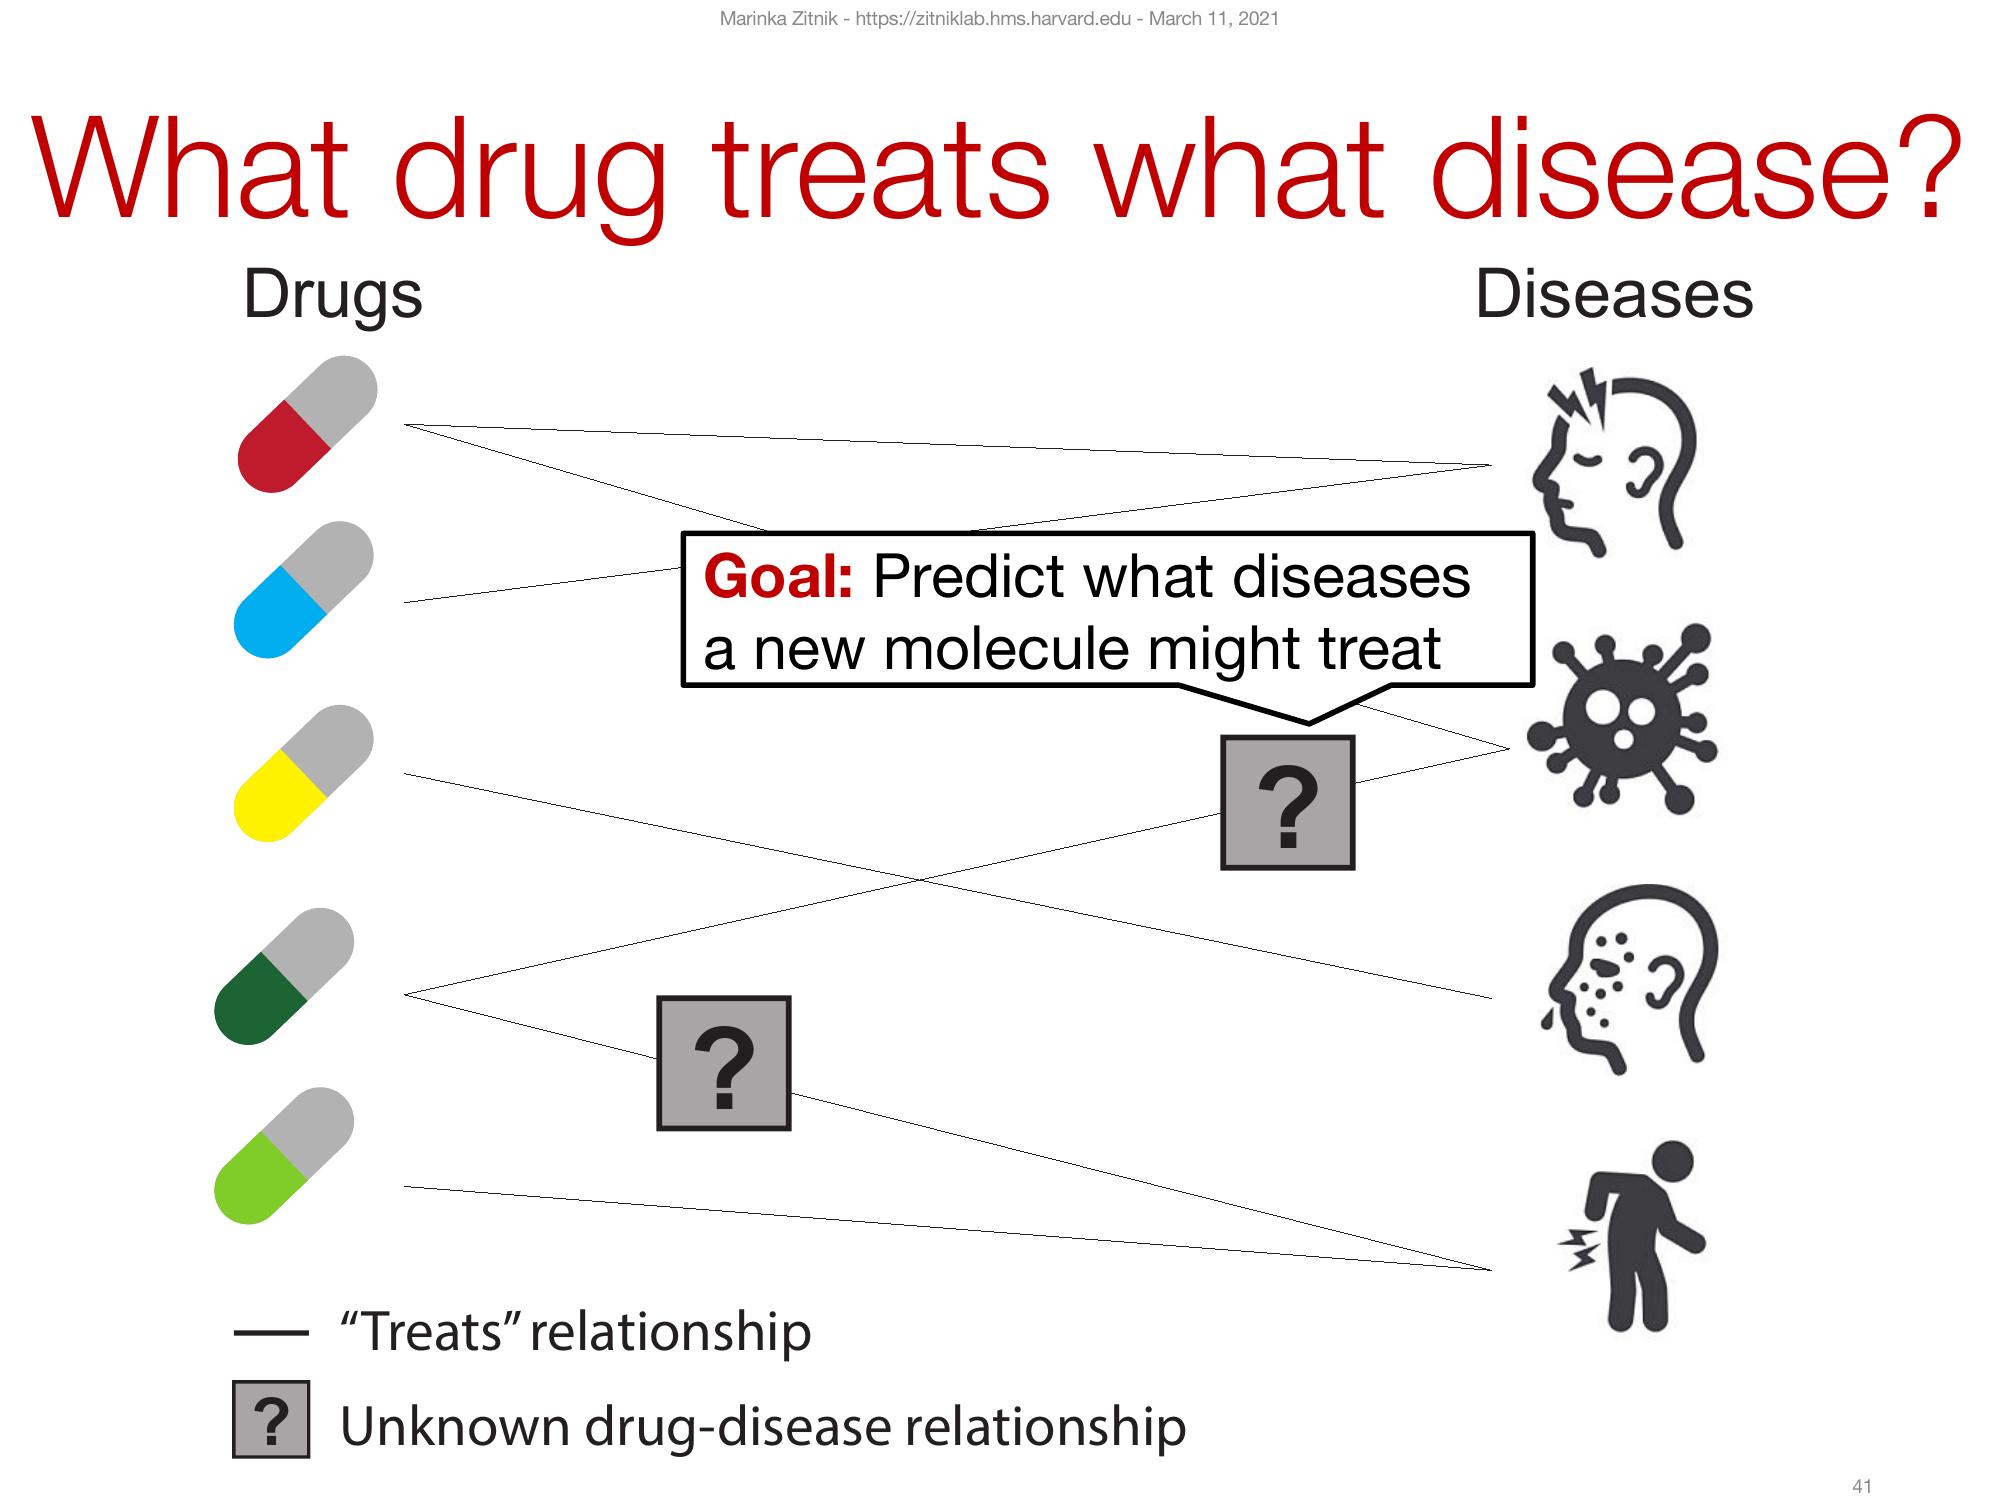 Marinka Zitnik - https://zitniklab.hms.harvard.edu - March 11, 2021
What drug treats what disease?
Drugs
Diseases
Goal: Predict what diseases
a new molecule might treat
?
?
“Treats” relationship
? Unknown drug-disease relationship
41